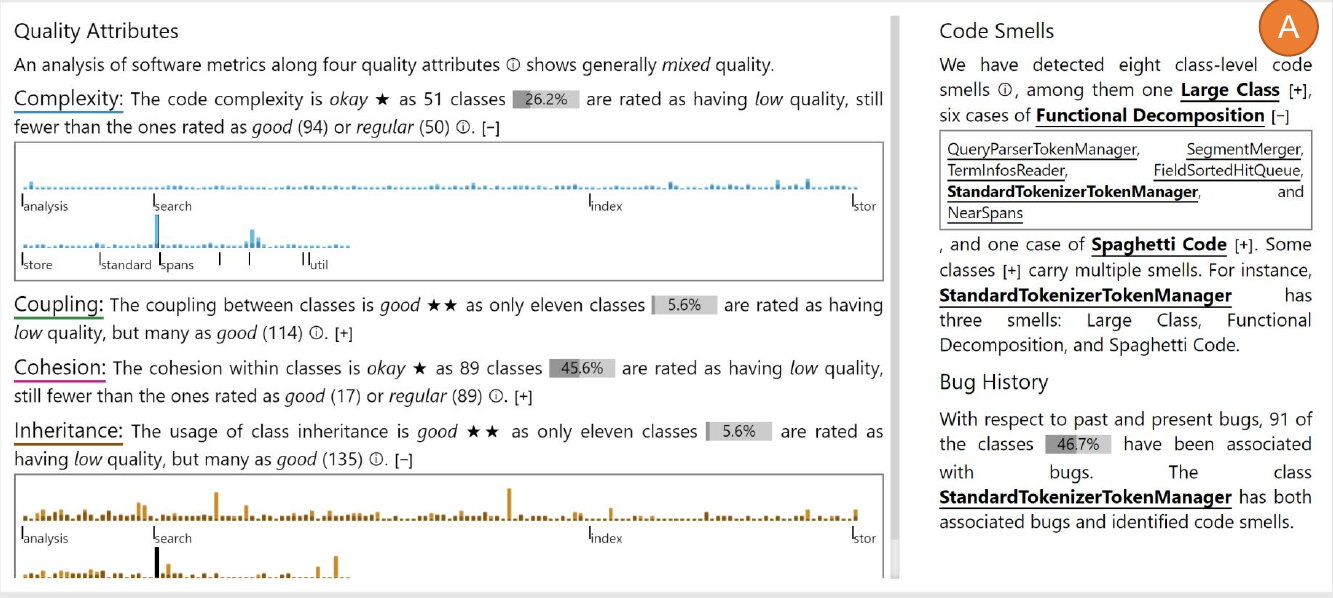 Quality Attributes
An analysis of software metrics along four quality attributes ⓘ shows generally mixed quality.
Complexity: The code complexity is okay ★ as 51 classes 26.2% are rated as having low quality, still
fewer than the ones rated as good (94) or regular (50) ⓘ. [−]
analysis search index stor
store standard spans util
Coupling: The coupling between classes is good ★★ as only eleven classes 5.6% are rated as having
low quality, but many as good (114) ⓘ. [+]
Cohesion: The cohesion within classes is okay ★ as 89 classes 45.6% are rated as having low quality,
still fewer than the ones rated as good (17) or regular (89) ⓘ. [+]
Inheritance: The usage of class inheritance is good ★★ as only eleven classes 5.6% are rated as
having low quality, but many as good (135) ⓘ. [−]
analysis search index stor
A
Code Smells
We have detected eight class-level code
smells ⓘ, among them one Large Class [+],
six cases of Functional Decomposition [−]
QueryParserTokenManager, SegmentMerger,
TermInfosReader, FieldSortedHitQueue,
StandardTokenizerTokenManager, and
NearSpans
, and one case of Spaghetti Code [+]. Some
classes [+] carry multiple smells. For instance,
StandardTokenizerTokenManager has
three smells: Large Class, Functional
Decomposition, and Spaghetti Code.
Bug History
With respect to past and present bugs, 91 of
the classes 46.7% have been associated
with bugs. The class
StandardTokenizerTokenManager has both
associated bugs and identified code smells.